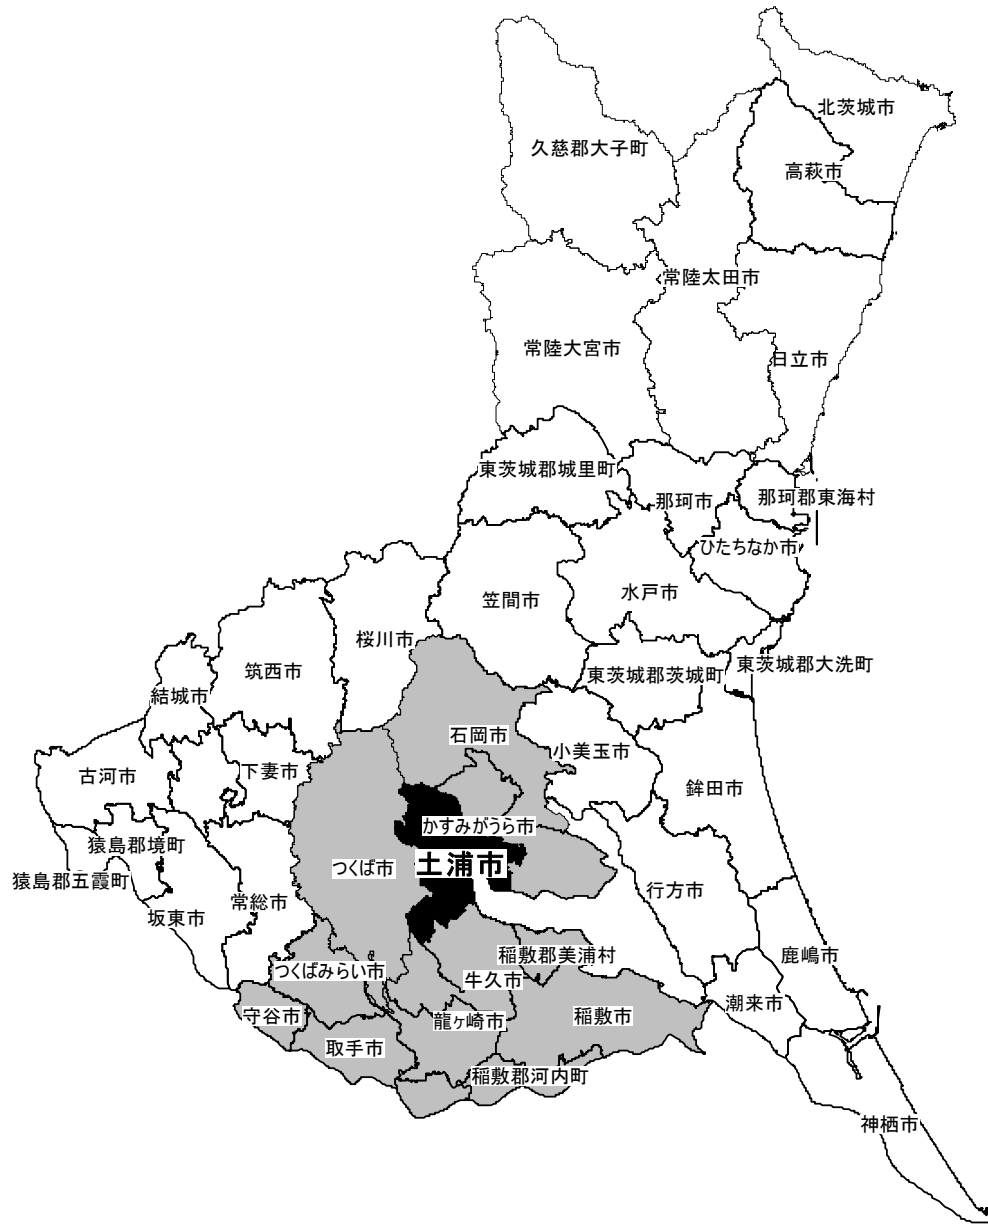 北茨城市
久慈郡大子町
高萩市
常陸太田市
常陸大宮市
日立市
東茨城郡城里町
那珂市
那珂郡東海村
ひたちなか市
笠間市
水戸市
桜川市
筑西市
東茨城郡茨城町
東茨城郡大洗町
結城市
石岡市
小美玉市
古河市
下妻市
鉾田市
かすみがうら市
猿島郡境町
土浦市
つくば市
猿島郡五霞町
行方市
常総市
坂東市
稲敷郡美浦村
鹿嶋市
つくばみらい市
牛久市
潮来市
守谷市
龍ヶ崎市
稲敷市
取手市
稲敷郡河内町
神栖市